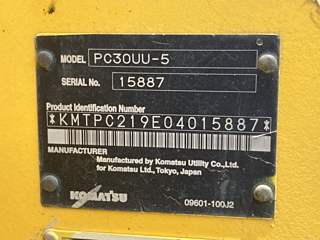 MODEL PC30UU-5
SERIAL No. 15887
Product Identification Number
*KMTPC219E04015887*
MANUFACTURER
Manufactured by Komatsu Utility Co.,Ltd.
for Komatsu Ltd.,Tokyo, Japan
KOMATSU
09601-100J2